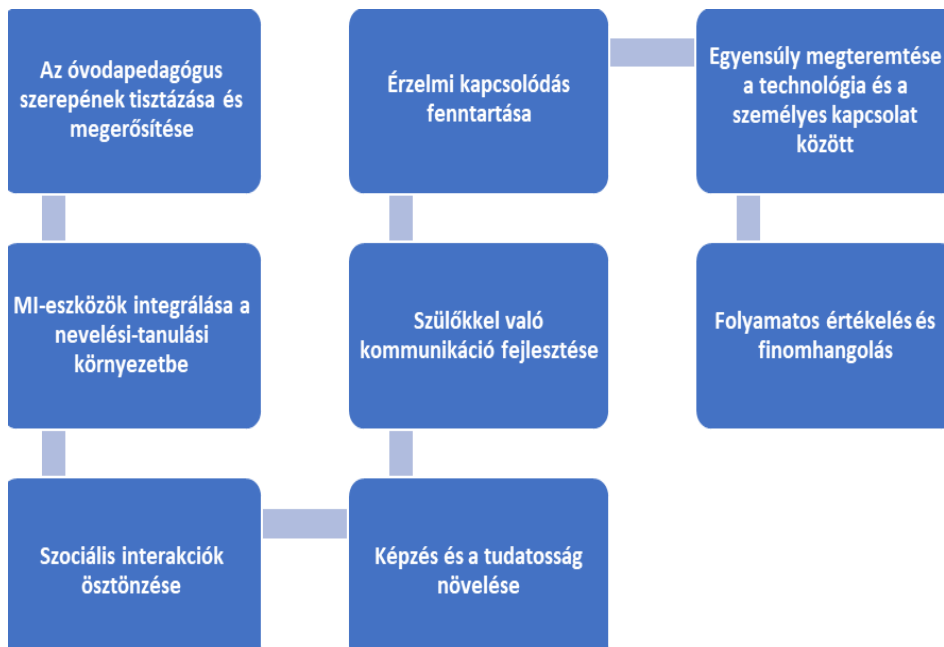 Az óvodapedagógus
szerepének tisztázása és
megerősítése
MI-eszközök integrálása a
nevelési-tanulási
környezetbe
Szociális interakciók
ösztönzése
Képzés és a tudatosság
növelése
Szülőkkel való
kommunikáció fejlesztése
Érzelmi kapcsolódás
fenntartása
Egyensúly megteremtése
a technológia és a
személyes kapcsolat
között
Folyamatos értékelés és
finomhangolás